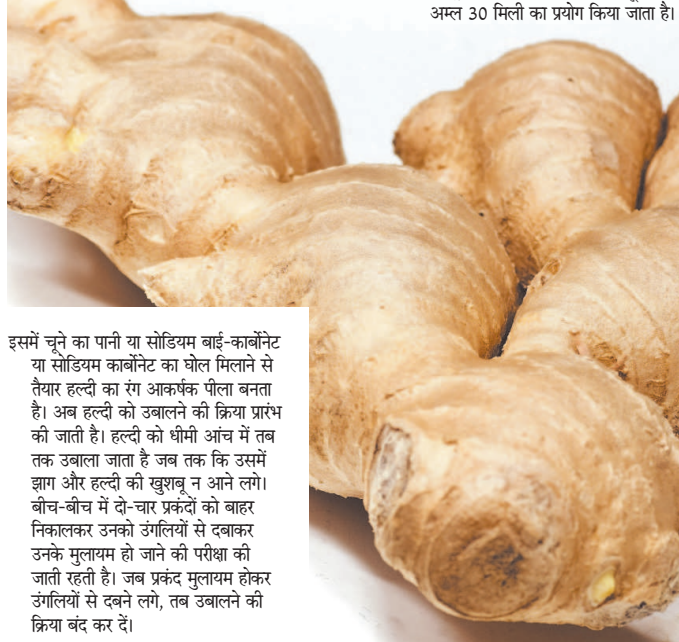 अम्ल 30 मिली का प्रयोग किया जाता है।
इसमें चूने का पानी या सोडियम बाई-कार्बोनेट
या सोडियम कार्बोनेट का घोल मिलाने से
तैयार हल्दी का रंग आकर्षक पीला बनता
है। अब हल्दी को उबालने की क्रिया प्रारंभ
की जाती है। हल्दी को धीमी आंच में तब
तक उबाला जाता है जब तक कि उसमें
झाग और हल्दी की खुशबू न आने लगे।
बीच-बीच में दो-चार प्रकंदों को बाहर
निकालकर उनको उंगलियों से दबाकर
उनके मुलायम हो जाने की परीक्षा की
जाती रहती है। जब प्रकंद मुलायम होकर
उंगलियों से दबने लगे, तब उबालने की
क्रिया बंद कर दें।